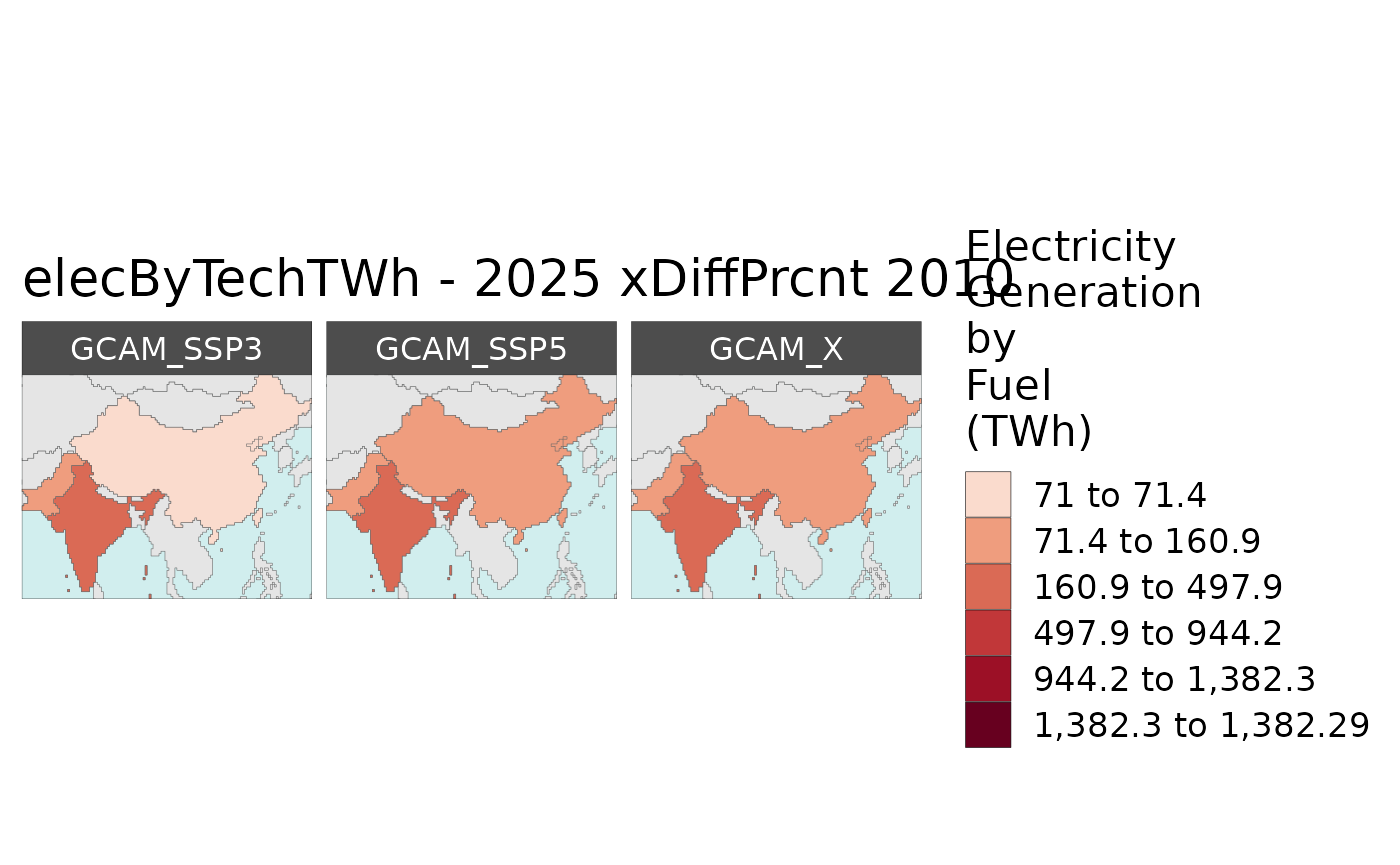 elecByTechTWh - 2025 xDiffPrcnt 2010
GCAM_SSP3
GCAM_SSP5
GCAM_X
Electricity
Generation
by
Fuel
(TWh)
71 to 71.4
71.4 to 160.9
160.9 to 497.9
497.9 to 944.2
944.2 to 1,382.3
1,382.3 to 1,382.29